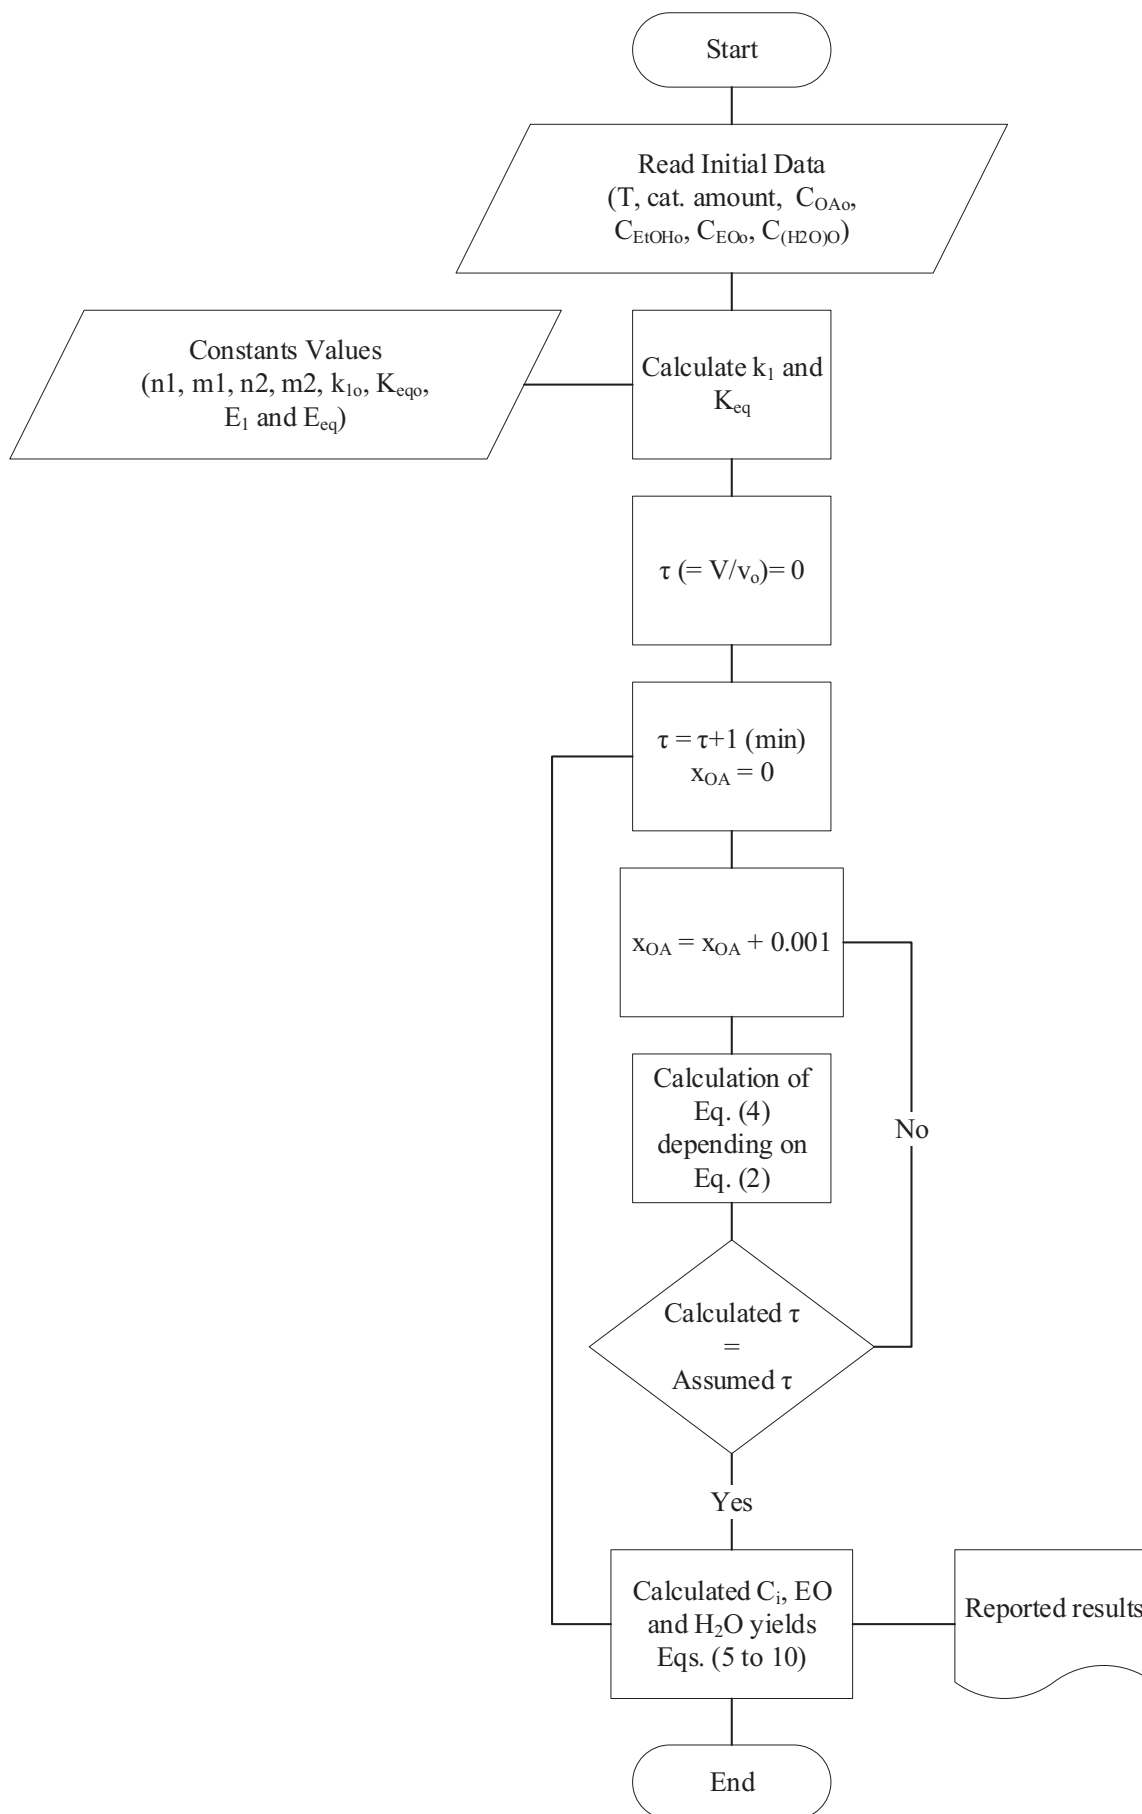 Start
Read Initial Data
(T, cat. amount, C_OAo,
C_EtOHo, C_EOo, C_(H2O)O)
Constants Values
(n1, m1, n2, m2, k_1o, K_eqo,
E_1 and E_eq)
Calculate k_1 and
K_eq
τ (= V/v_o)= 0
τ = τ+1 (min)
x_OA = 0
x_OA = x_OA + 0.001
Calculation of
Eq. (4)
depending on
Eq. (2)
No
Calculated τ
=
Assumed τ
Yes
Calculated C_i, EO
and H_2O yields
Eqs. (5 to 10)
Reported results
End